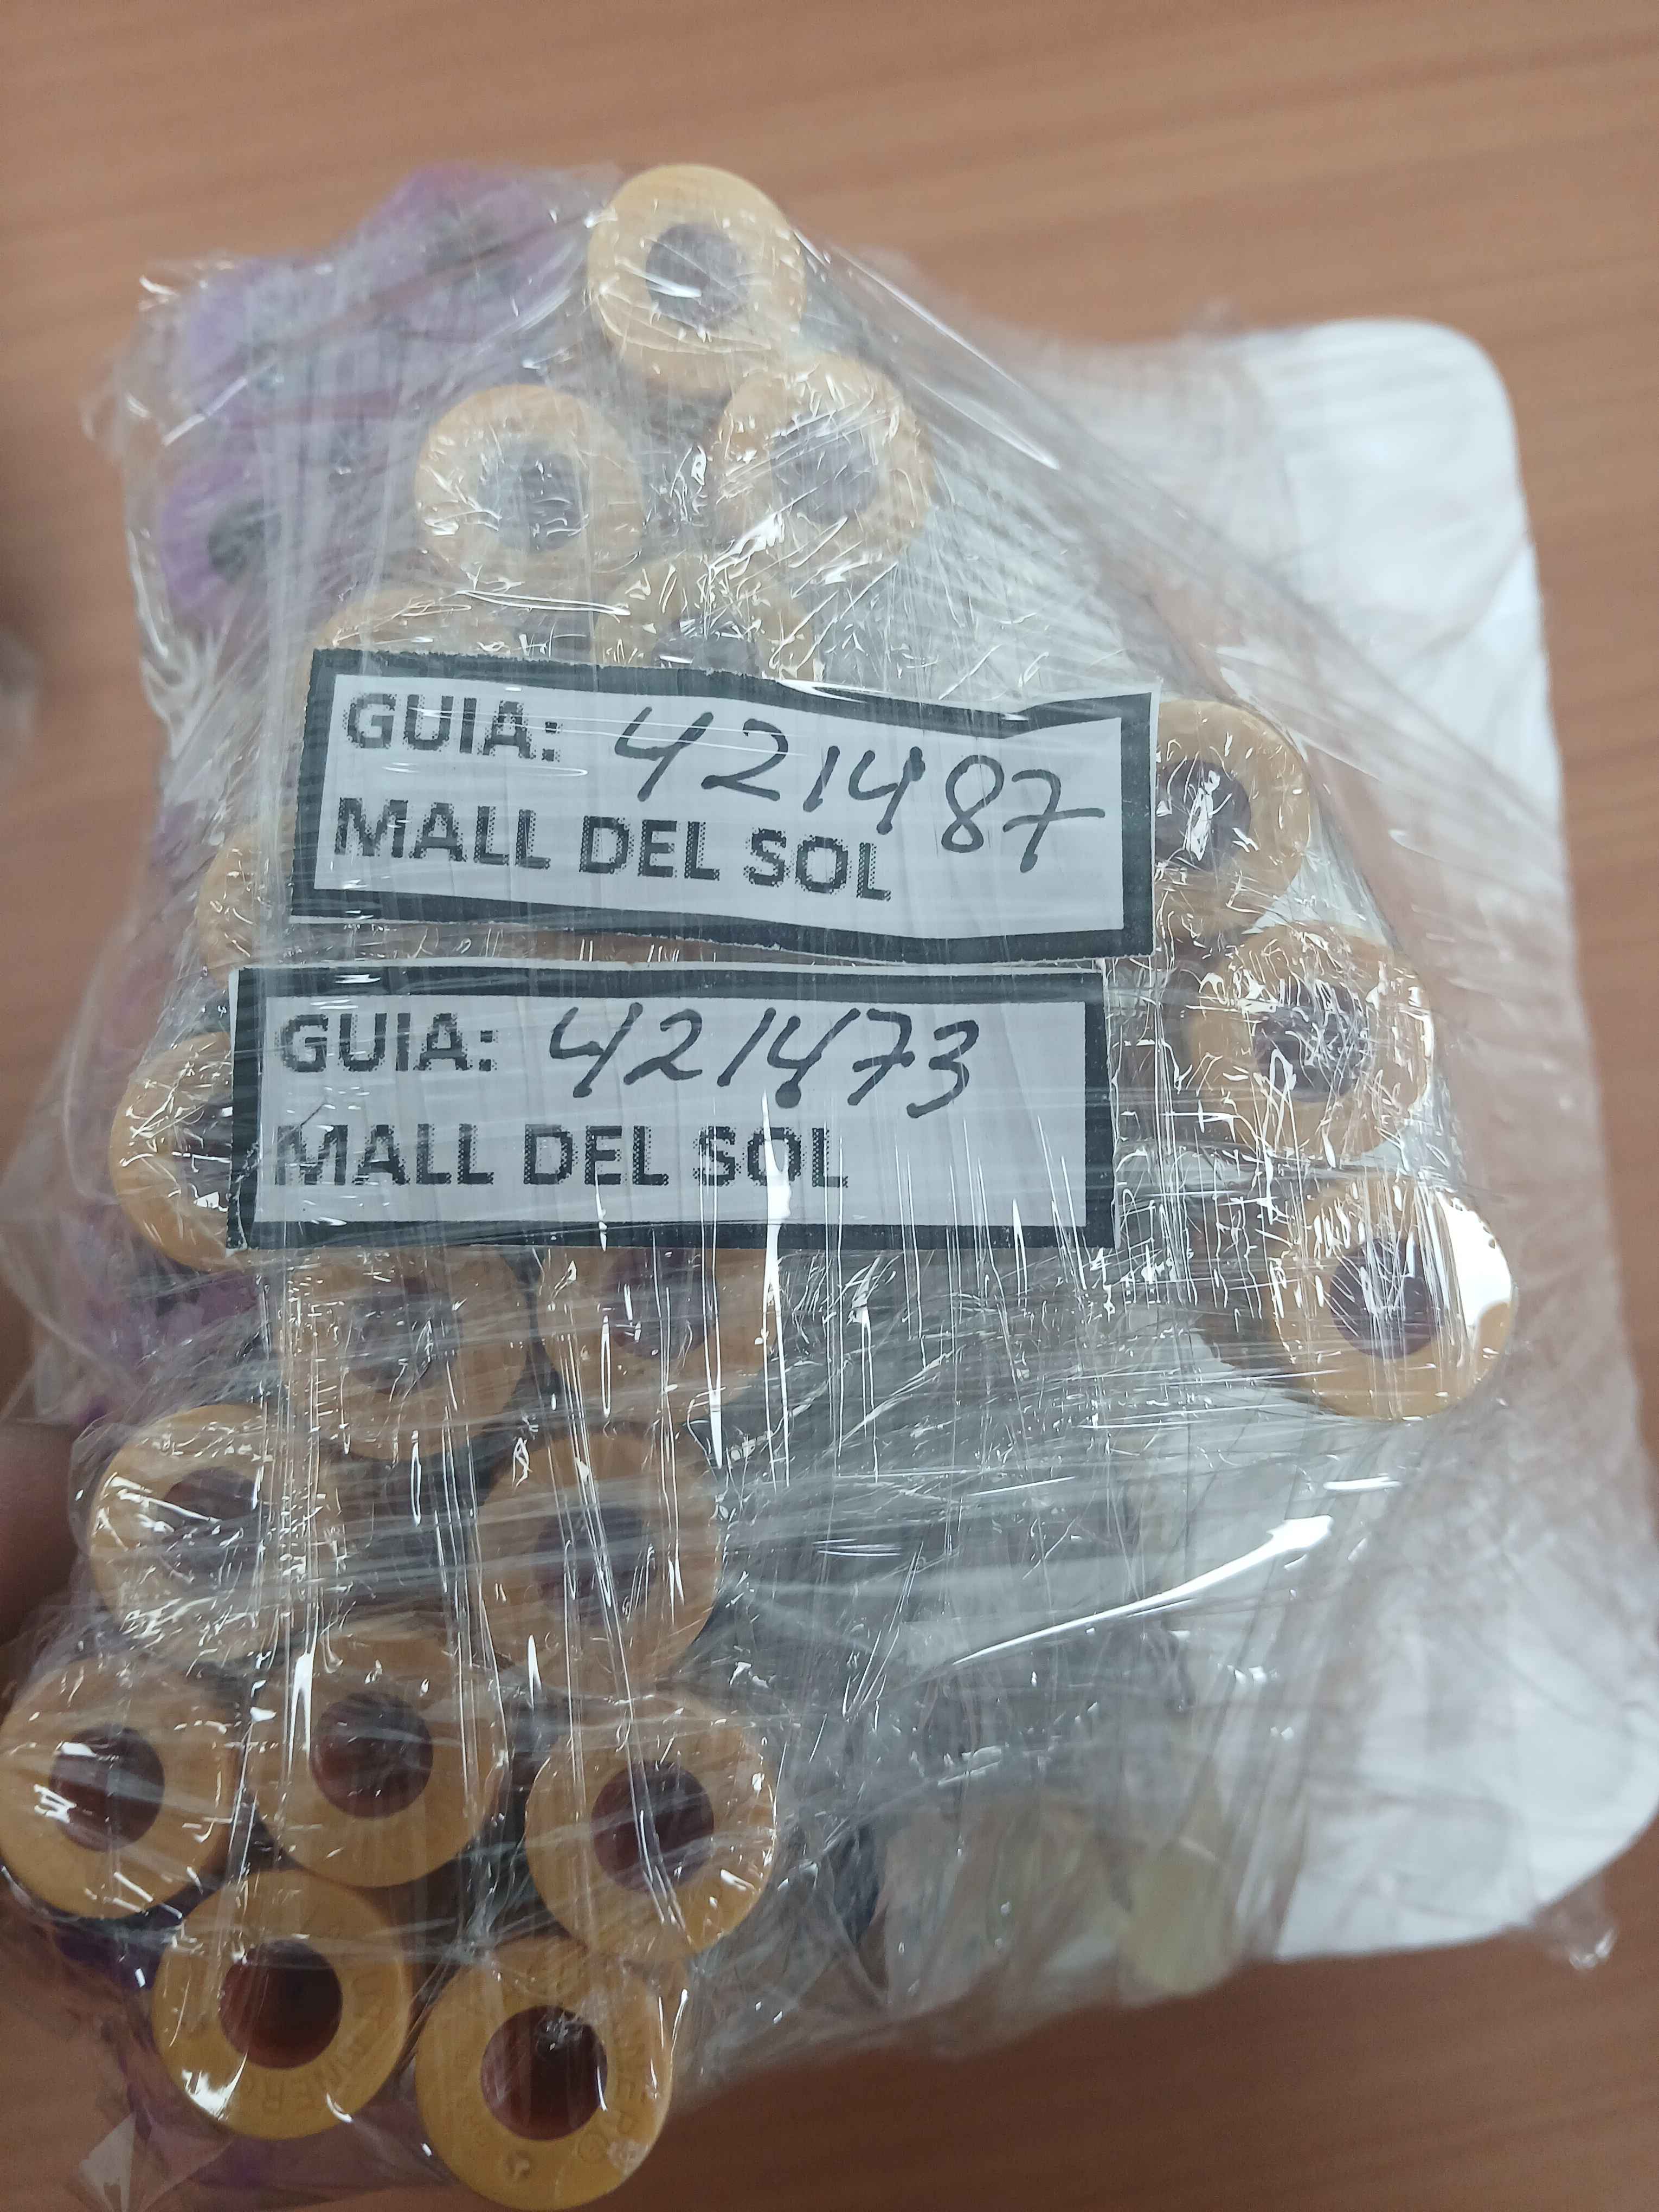 GUIA: 421487
MALL DEL SOL
GUIA: 421473
MALL DEL SOL